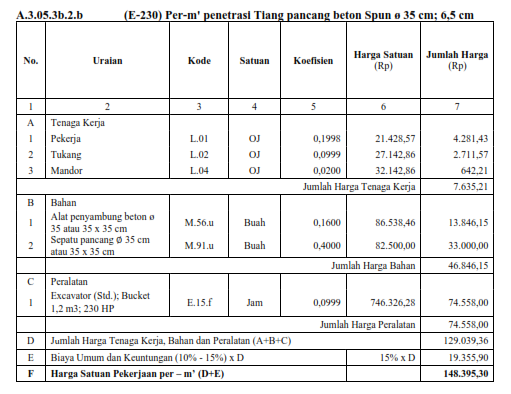 A.3.05.3b.2.b (E-230) Per-m' penetrasi Tiang pancang beton Spun ø 35 cm; 6,5 cm
No. Uraian Kode Satuan Koefisien Harga Satuan (Rp) Jumlah Harga (Rp)
1 2 3 4 5 6 7
A Tenaga Kerja
1 Pekerja L.01 OJ 0,1998 21.428,57 4.281,43
2 Tukang L.02 OJ 0,0999 27.142,86 2.711,57
3 Mandor L.04 OJ 0,0200 32.142,86 642,21
Jumlah Harga Tenaga Kerja 7.635,21
B Bahan
1 Alat penyambung beton ø 35 atau 35 x 35 cm M.56.u Buah 0,1600 86.538,46 13.846,15
2 Sepatu pancang Ø 35 cm atau 35 x 35 cm M.91.u Buah 0,4000 82.500,00 33.000,00
Jumlah Harga Bahan 46.846,15
C Peralatan
1 Excavator (Std.); Bucket 1,2 m3; 230 HP E.15.f Jam 0,0999 746.326,28 74.558,00
Jumlah Harga Peralatan 74.558,00
D Jumlah Harga Tenaga Kerja, Bahan dan Peralatan (A+B+C) 129.039,36
E Biaya Umum dan Keuntungan (10% - 15%) x D 15% x D 19.355,90
F Harga Satuan Pekerjaan per – m’ (D+E) 148.395,30